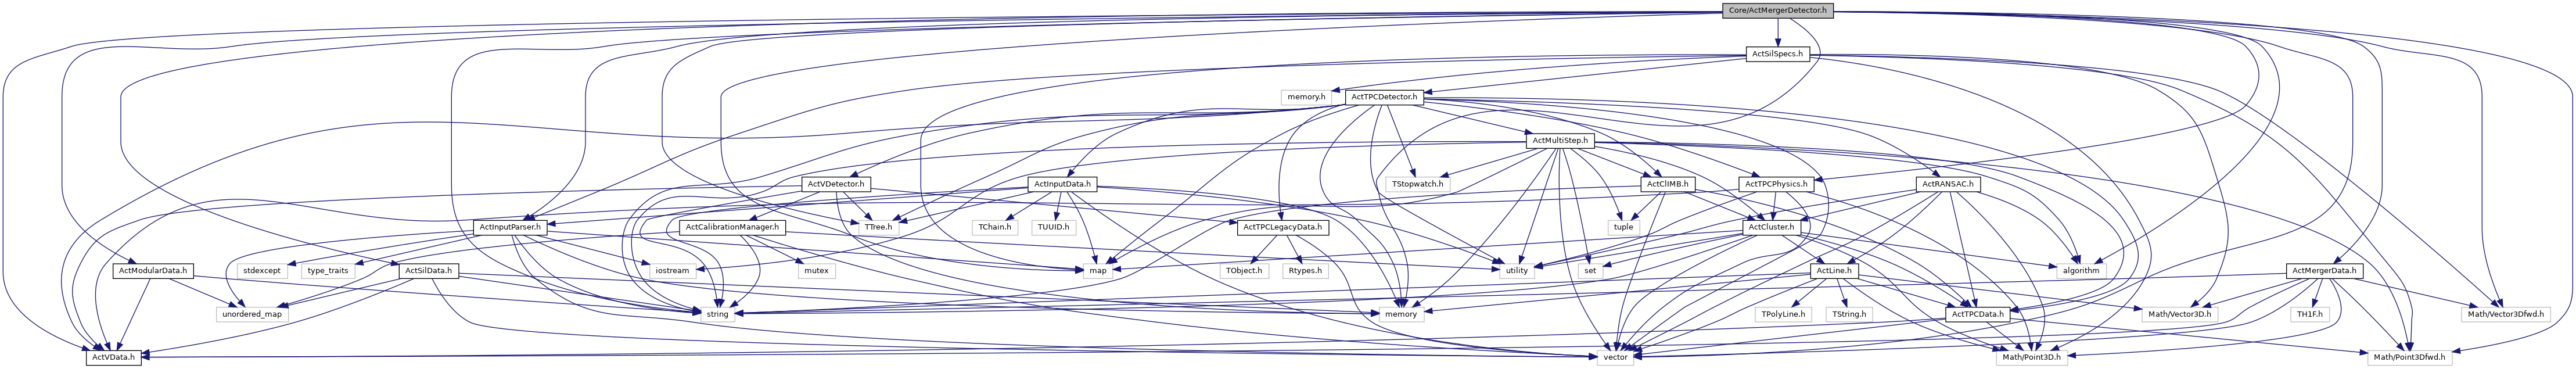 Core/ActMergerDetector.h
ActSilSpecs.h
memory.h
ActTPCDetector.h
ActMultiStep.h
ActVDetector.h
ActInputData.h
TStopwatch.h
ActClIMB.h
ActTPCPhysics.h
ActRANSAC.h
ActInputParser.h
ActCalibrationManager.h
TTree.h
TChain.h
TUUID.h
ActTPCLegacyData.h
tuple
ActCluster.h
ActModularData.h
stdexcept
type_traits
ActSilData.h
iostream
mutex
map
TObject.h
Rtypes.h
utility
set
ActLine.h
algorithm
ActMergerData.h
unordered_map
string
memory
TPolyLine.h
TString.h
ActTPCData.h
Math/Vector3D.h
TH1F.h
Math/Vector3Dfwd.h
ActVData.h
vector
Math/Point3D.h
Math/Point3Dfwd.h